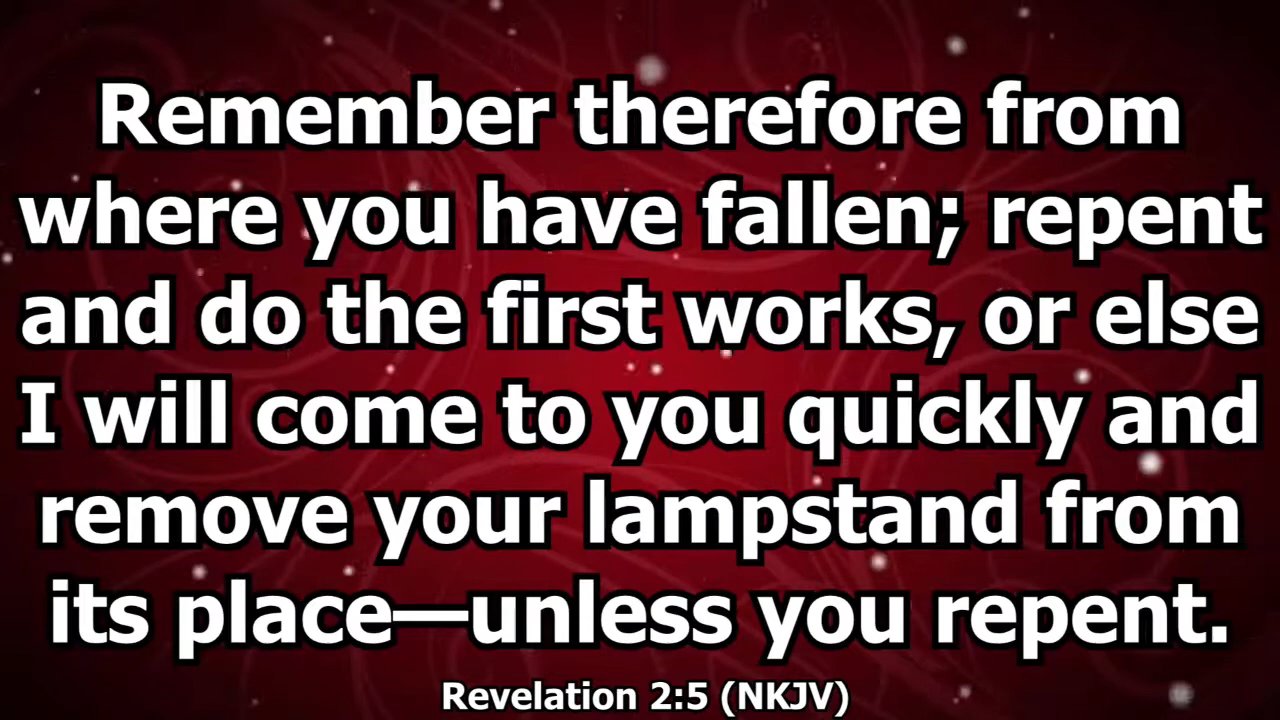 Remember therefore from
where you have fallen; repent
and do the first works, or else
I will come to you quickly and
remove your lampstand from
its place—unless you repent.
Revelation 2:5 (NKJV)